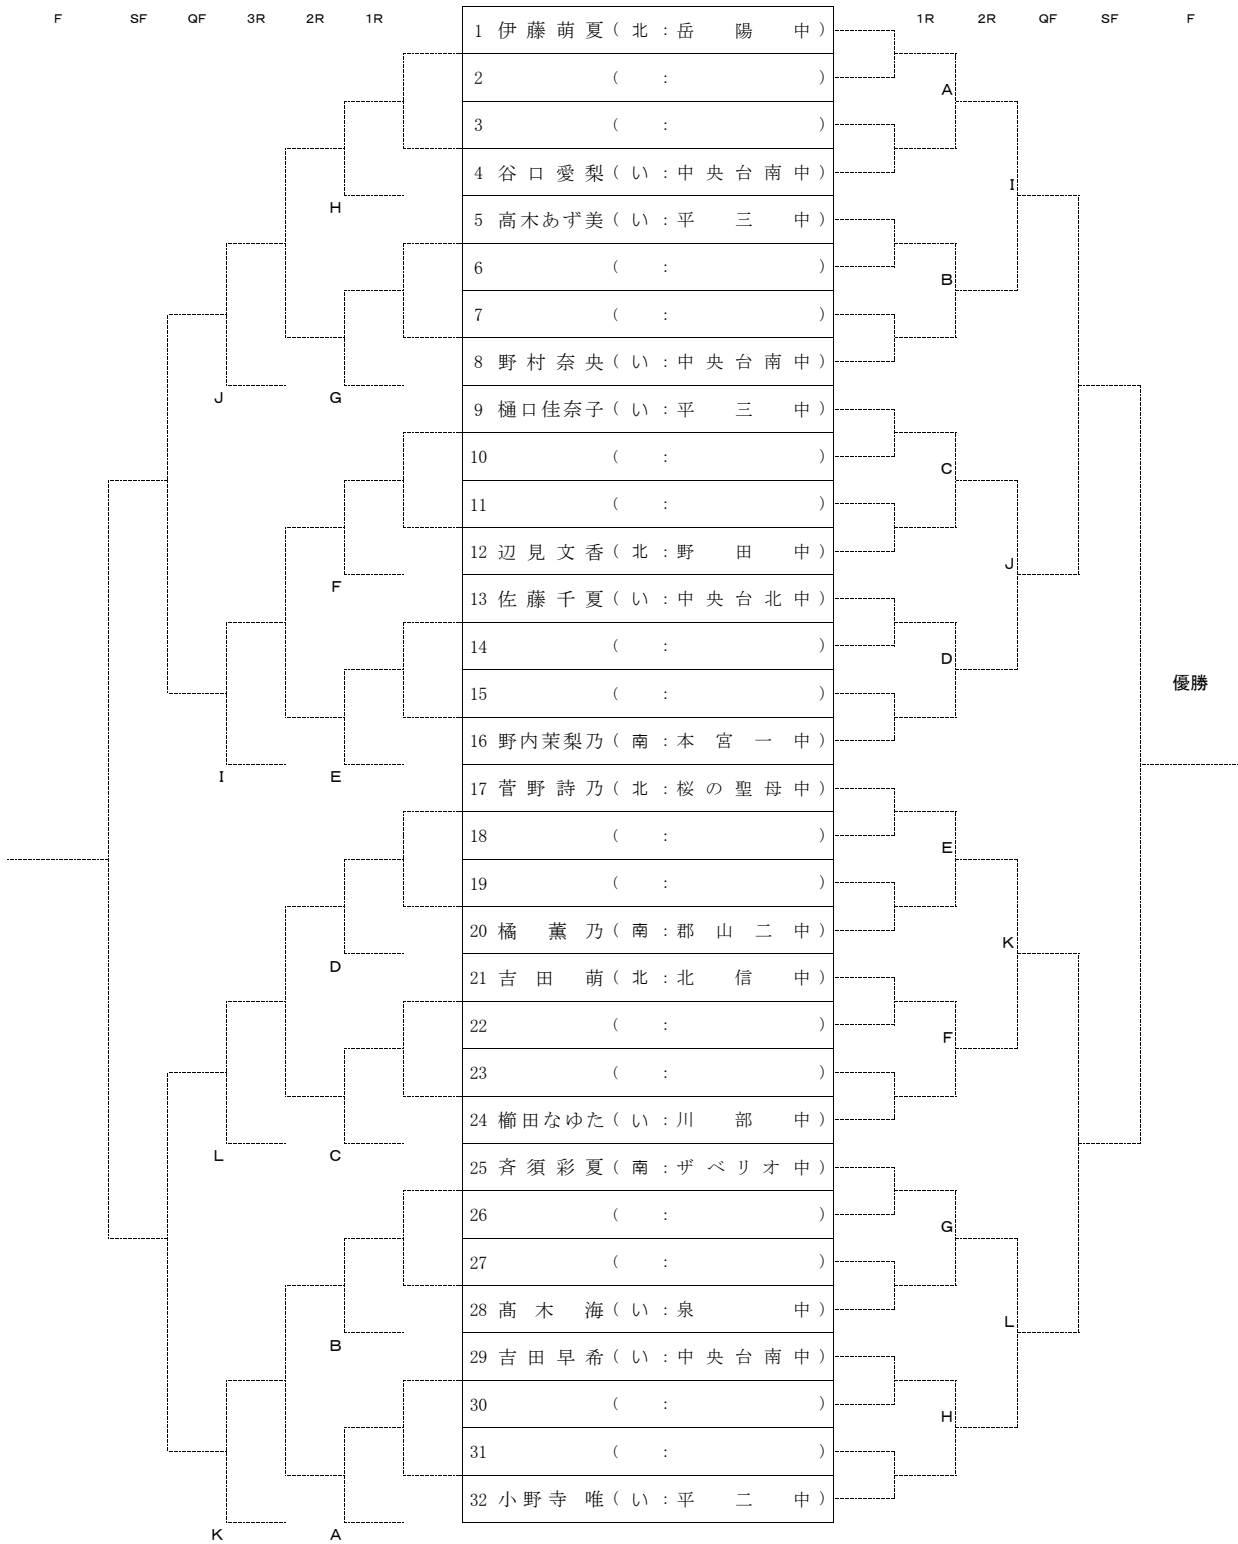 F SF QF 3R 2R 1R 1R 2R QF SF F
1 伊藤萌夏(北:岳陽中)
2 ( : )
A
3 ( : )
4 谷口愛梨(い:中央台南中)
I
H
5 高木あず美(い:平三中)
6 ( : )
B
7 ( : )
8 野村奈央(い:中央台南中)
J G
9 樋口佳奈子(い:平三中)
10 ( : )
C
11 ( : )
12 辺見文香(北:野田中)
J
F
13 佐藤千夏(い:中央台北中)
14 ( : )
D
15 ( : )
優勝
16 野内茉梨乃(南:本宮一中)
I E
17 菅野詩乃(北:桜の聖母中)
18 ( : )
E
19 ( : )
20 橘薫乃(南:郡山二中)
K
D
21 吉田萌(北:北信中)
22 ( : )
F
23 ( : )
24 櫛田なゆた(い:川部中)
L C
25 斉須彩夏(南:ザベリオ中)
26 ( : )
G
27 ( : )
28 髙木海(い:泉中)
L
B
29 吉田早希(い:中央台南中)
30 ( : )
H
31 ( : )
32 小野寺唯(い:平二中)
K A